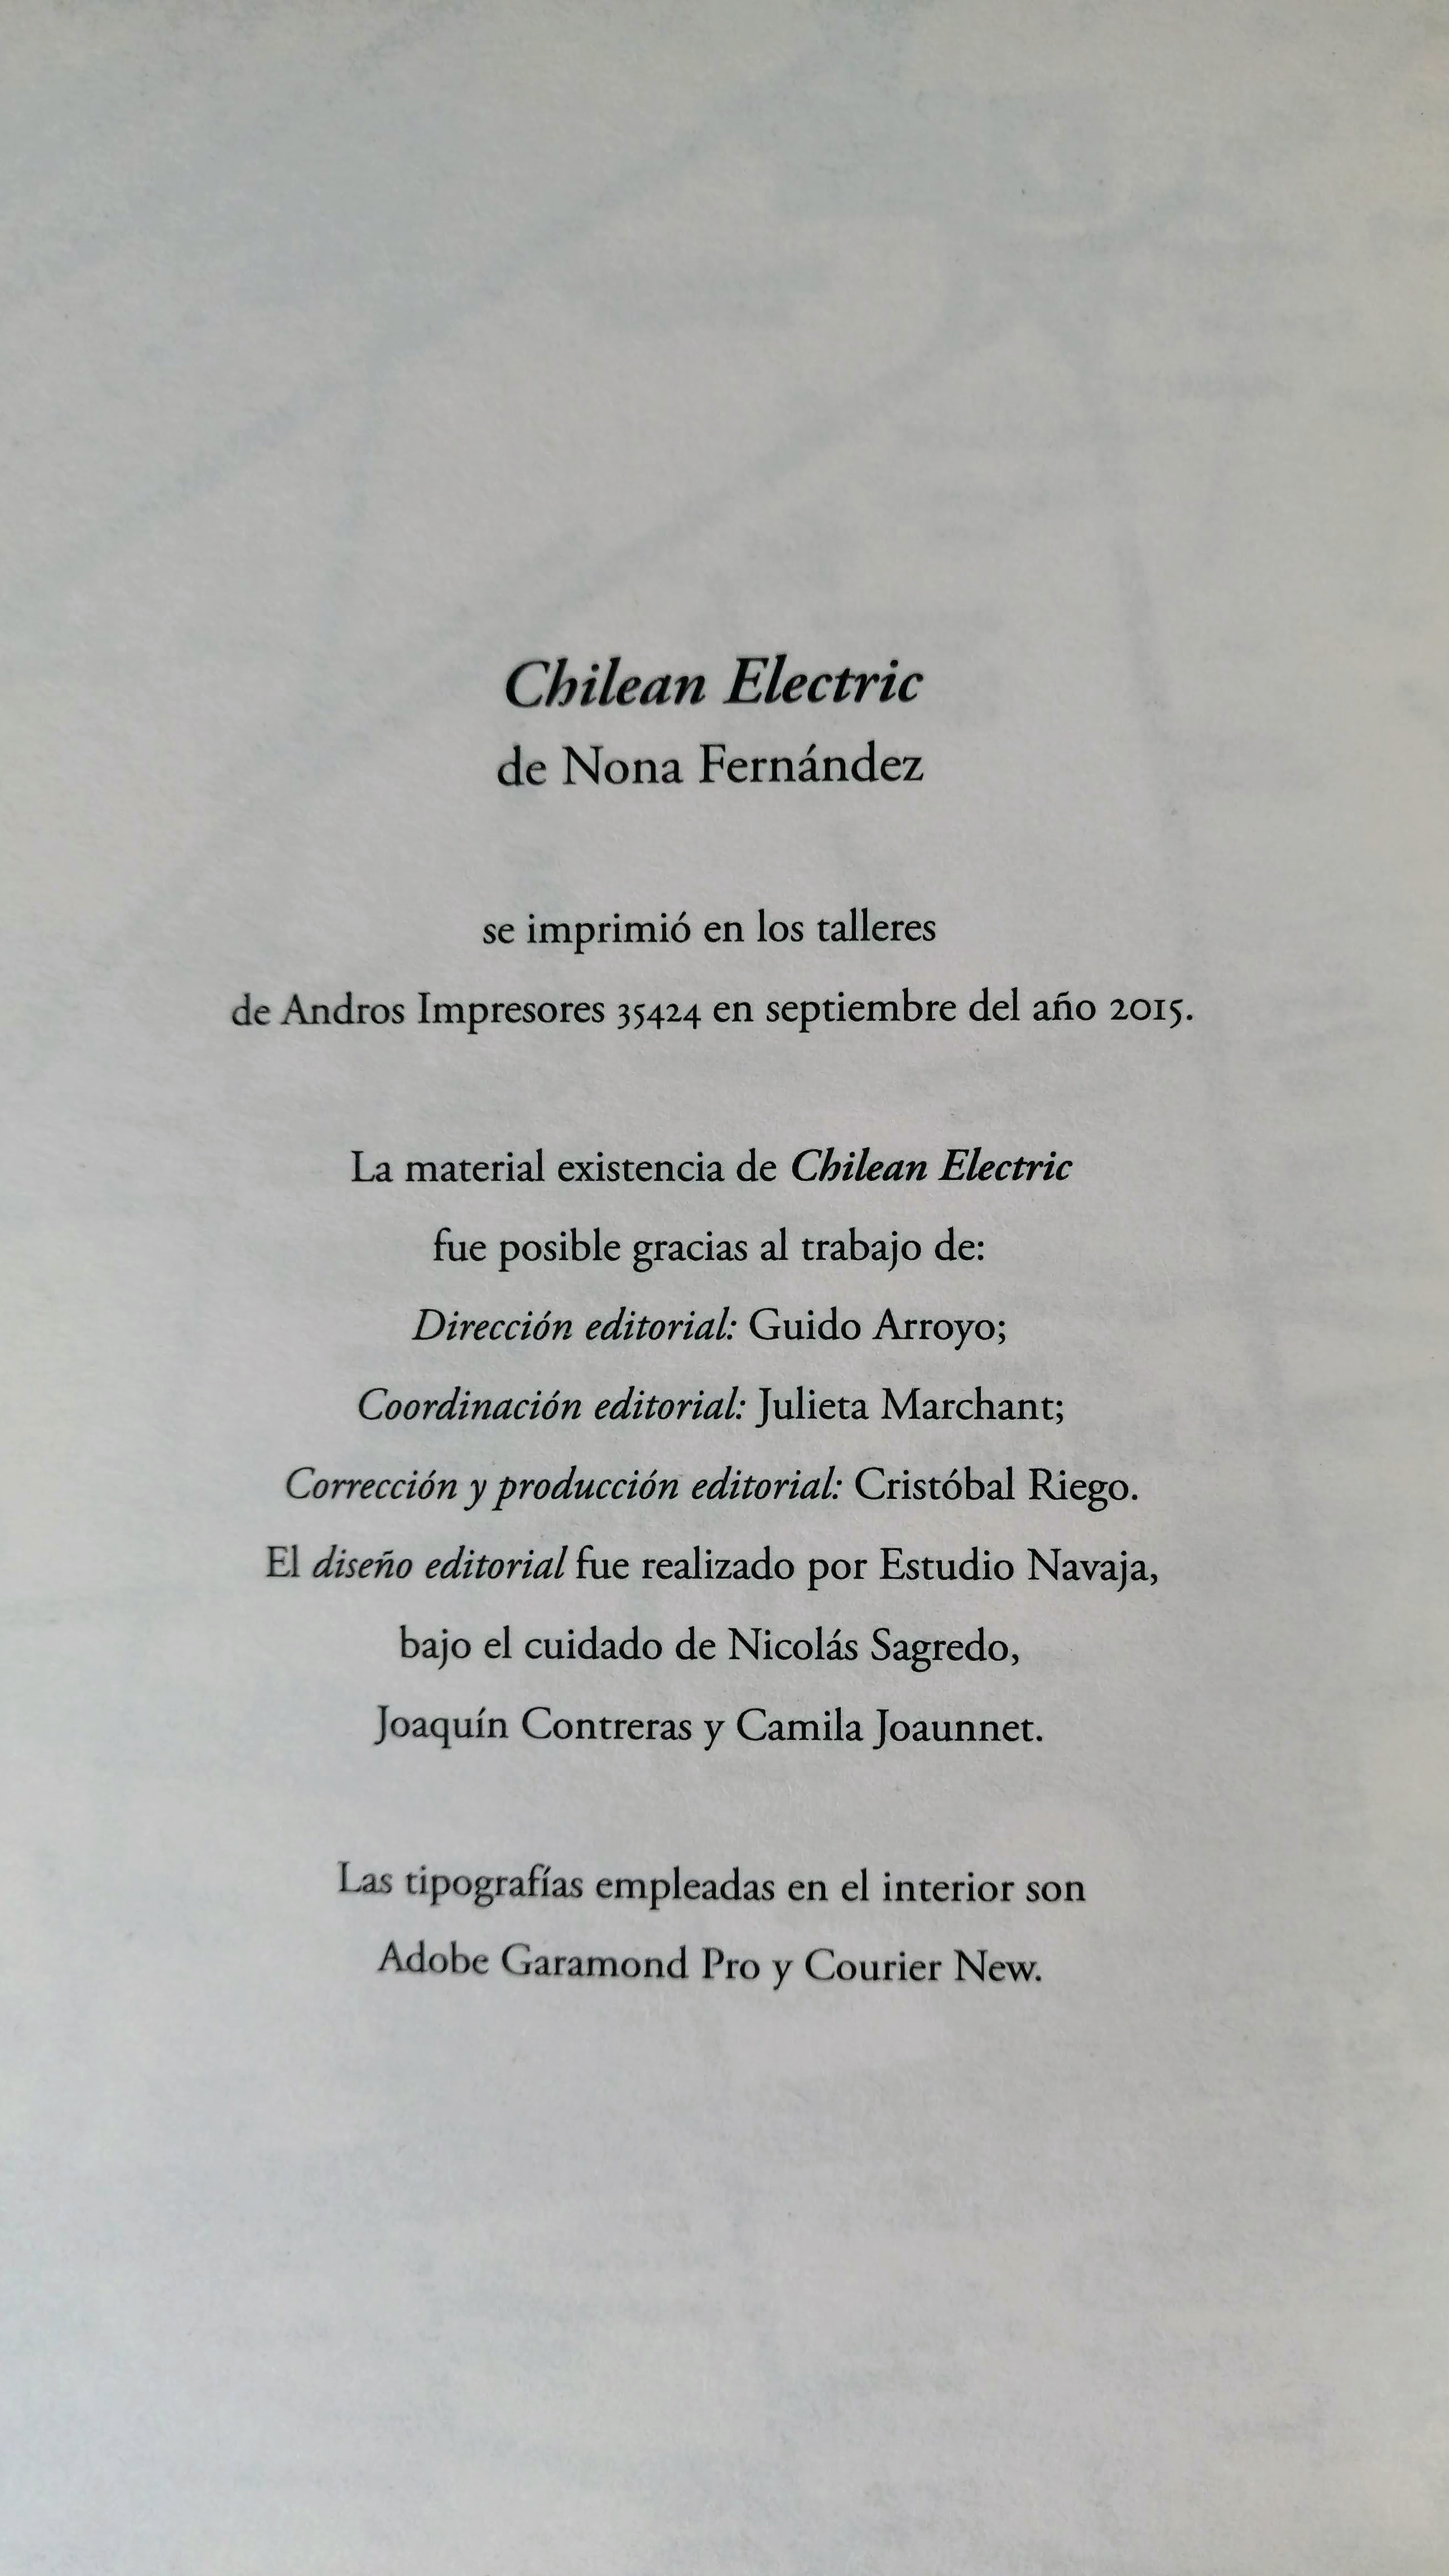 Chilean Electric
de Nona Fernández
se imprimió en los talleres
de Andros Impresores 35424 en septiembre del año 2015.
La material existencia de Chilean Electric
fue posible gracias al trabajo de:
Dirección editorial: Guido Arroyo;
Coordinación editorial: Julieta Marchant;
Corrección y producción editorial: Cristóbal Riego.
El diseño editorial fue realizado por Estudio Navaja,
bajo el cuidado de Nicolás Sagredo,
Joaquín Contreras y Camila Joaunnet.
Las tipografías empleadas en el interior son
Adobe Garamond Pro y Courier New.